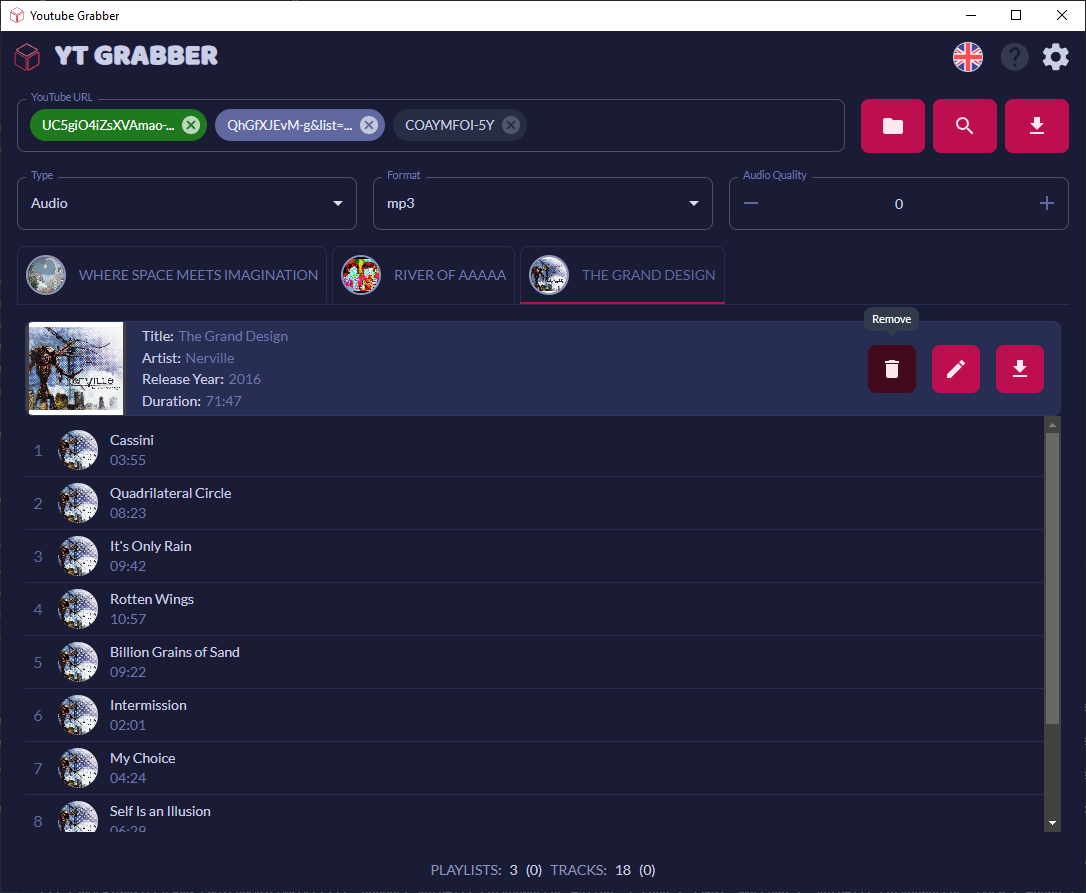 Youtube Grabber
YT GRABBER
YouTube URL
UC5giO4iZsXVAmao-... QhGfXJEvM-g&list=... COAYMFOI-5Y
Type Format Audio Quality
Audio mp3 0
WHERE SPACE MEETS IMAGINATION RIVER OF AAAAA THE GRAND DESIGN
Remove
Title: The Grand Design
Artist: Nerville
Release Year: 2016
Duration: 71:47
1 Cassini
03:55
2 Quadrilateral Circle
08:23
3 It's Only Rain
09:42
4 Rotten Wings
10:57
5 Billion Grains of Sand
09:22
6 Intermission
02:01
7 My Choice
04:24
8 Self Is an Illusion
06:29
PLAYLISTS: 3 (0) TRACKS: 18 (0)